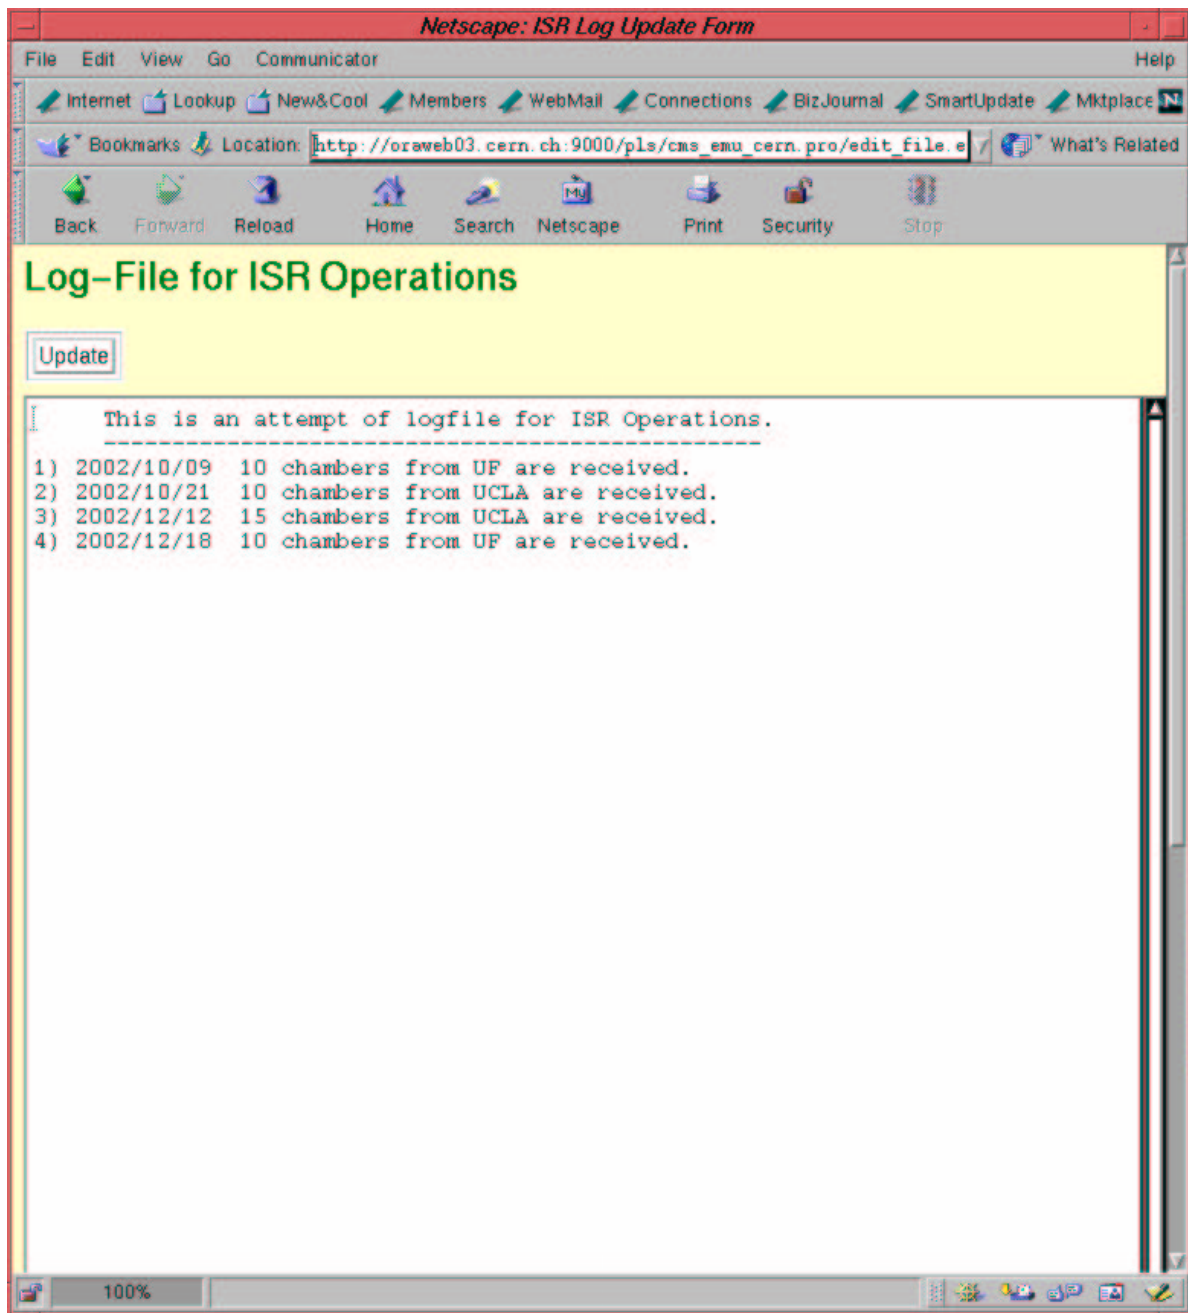 Netscape: ISR Log Update Form
File Edit View Go Communicator Help
Internet Lookup New&Cool Members WebMail Connections BizJournal SmartUpdate Mktplace N
Bookmarks Location: http://oraweb03.cern.ch:9000/pls/cms_emu_cern.pro/edit_file.e What's Related
My
Back Forward Reload Home Search Netscape Print Security Stop
Log-File for ISR Operations
Update
This is an attempt of logfile for ISR Operations.
------------------------------------------------
1) 2002/10/09 10 chambers from UF are received.
2) 2002/10/21 10 chambers from UCLA are received.
3) 2002/12/12 15 chambers from UCLA are received.
4) 2002/12/18 10 chambers from UF are received.
100%